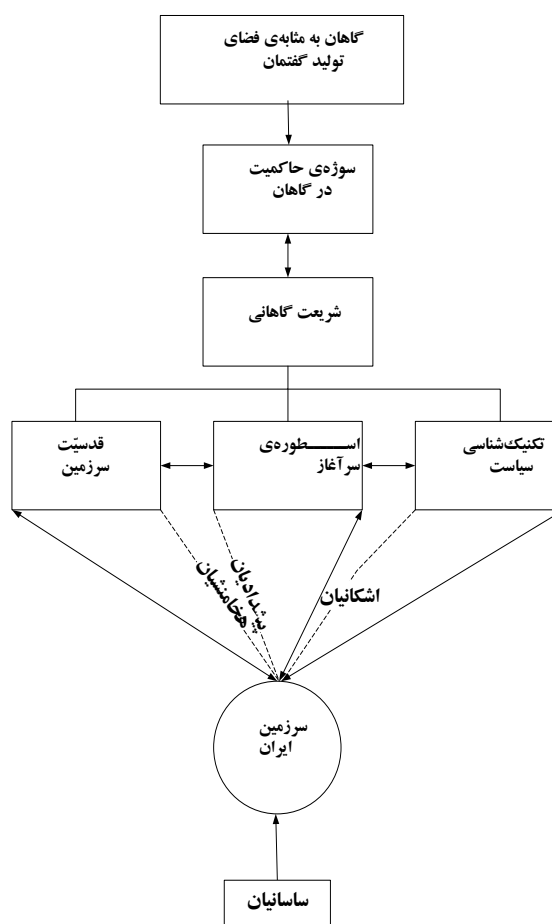 گاهان به مثابه‌ی فضای
تولید گفتمان
سوژه‌ی حاکمیت
در گاهان
شریعت گاهانی
تکنیک‌شناسی
سیاست
اســـــطوره‌ی
سرآغاز
قدسیّت
سرزمین
اشکانیان
پیشدادیان
هخامنشیان
سرزمین
ایران
ساسانیان